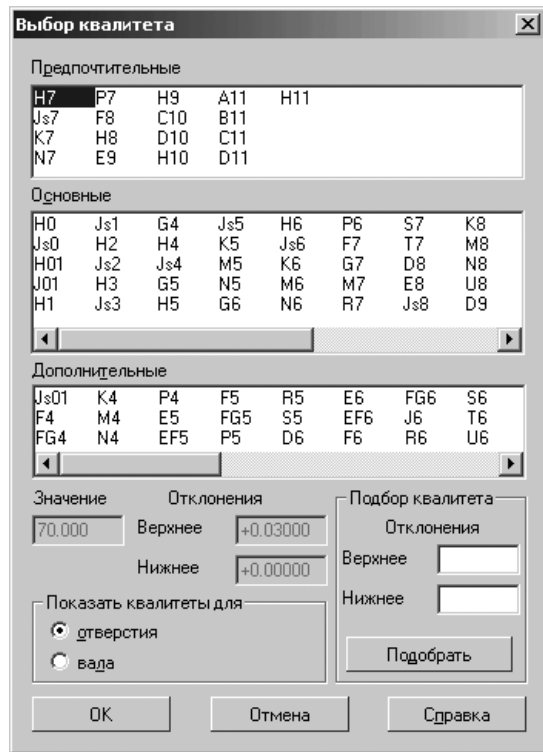 Выбор квалитета
Предпочтительные
H7 P7 H9 A11 H11
Js7 F8 C10 B11
K7 H8 D10 C11
N7 E9 H10 D11
Основные
H0 Js1 G4 Js5 H6 P6 S7 K8
Js0 H2 H4 K5 Js6 F7 T7 M8
H01 Js2 Js4 M5 K6 G7 D8 N8
J01 H3 G5 N5 M6 M7 E8 U8
H1 Js3 H5 G6 N6 R7 Js8 D9
Дополнительные
Js01 K4 P4 F5 R5 E6 FG6 S6
F4 M4 E5 FG5 S5 EF6 J6 T6
FG4 N4 EF5 P5 D6 F6 R6 U6
Значение Отклонения
70.000 Верхнее +0.03000
Нижнее +0.00000
Подбор квалитета
Отклонения
Верхнее
Нижнее
Подобрать
Показать квалитеты для
отверстия
вала
OK Отмена Справка